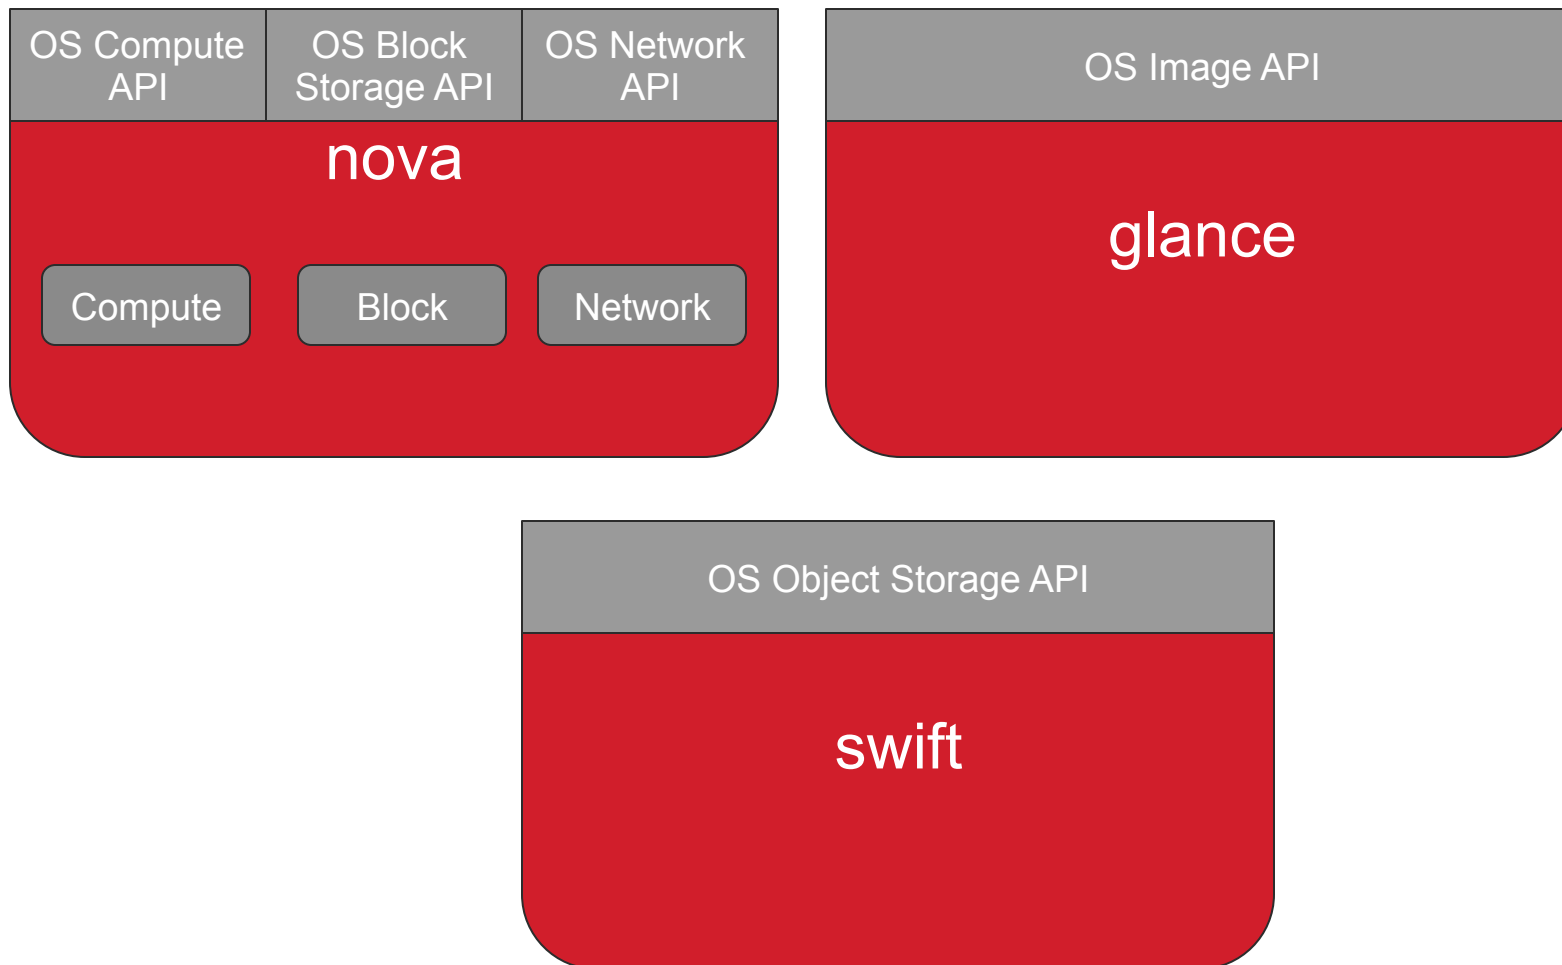 OS Compute
API
OS Block
Storage API
OS Network
API
nova
Compute
Block
Network
OS Image API
glance
OS Object Storage API
swift